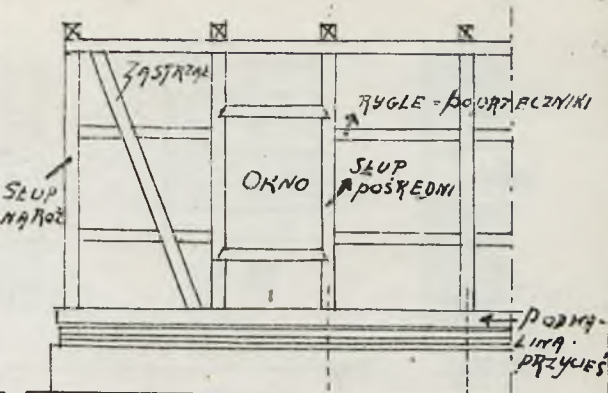 ZASTRZAŁ
RYGLE = POPRZECZNIKI
SŁUP
NAROŻ
OKNO
SŁUP
POŚREDNI
PODWA-
LINA.
PRZYCIEŚ